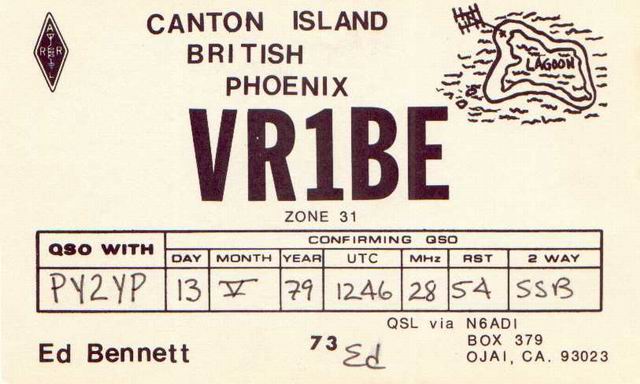 ARRL
CANTON ISLAND
BRITISH
PHOENIX
LAGOON
VR1BE
ZONE 31
QSO WITH
CONFIRMING QSO
DAY MONTH YEAR UTC MHz RST 2 WAY
PY2YP 13 V 79 1246 28 54 SSB
QSL via N6ADI
BOX 379
OJAI, CA. 93023
Ed Bennett
73 Ed